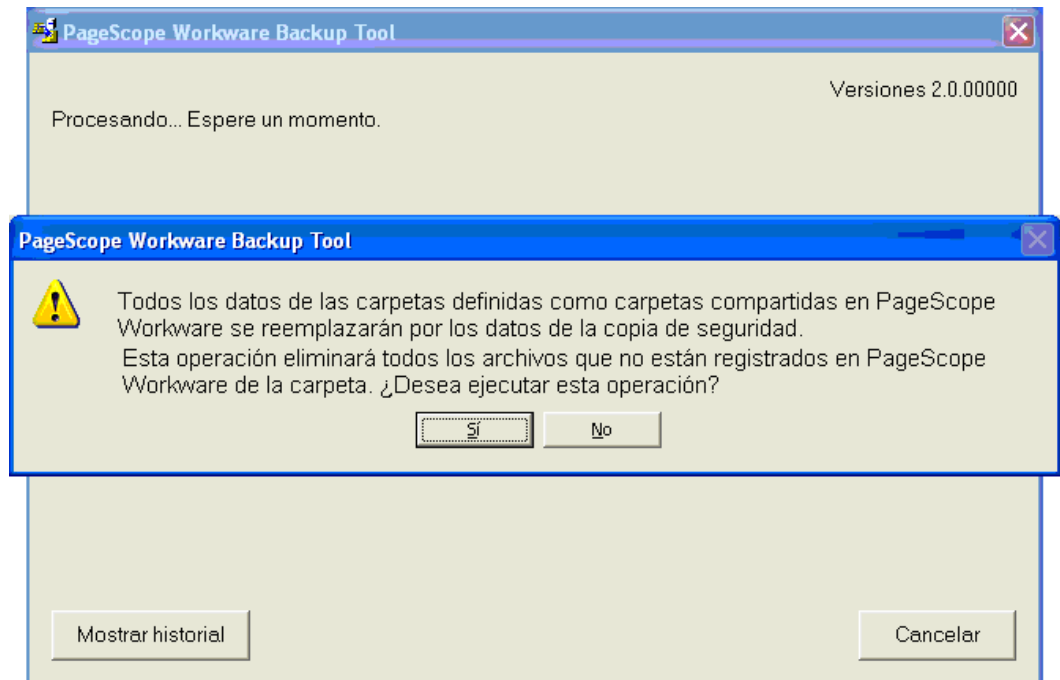 PageScope Workware Backup Tool
Versiones 2.0.00000
Procesando... Espere un momento.
PageScope Workware Backup Tool
Todos los datos de las carpetas definidas como carpetas compartidas en PageScope
Workware se reemplazarán por los datos de la copia de seguridad.
Esta operación eliminará todos los archivos que no están registrados en PageScope
Workware de la carpeta. ¿Desea ejecutar esta operación?
Sí
No
Mostrar historial
Cancelar